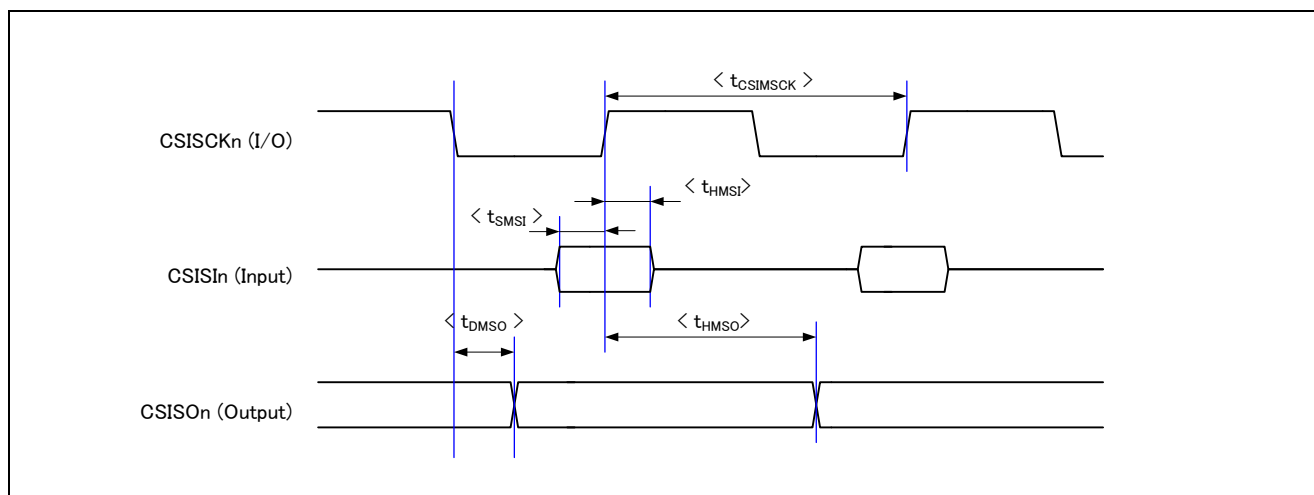 < tCSIMSCK >
CSISCKn (I/O)
< tHMSI>
< tSMSI >
CSISIn (Input)
< tDMSO >
< tHMSO>
CSISOn (Output)